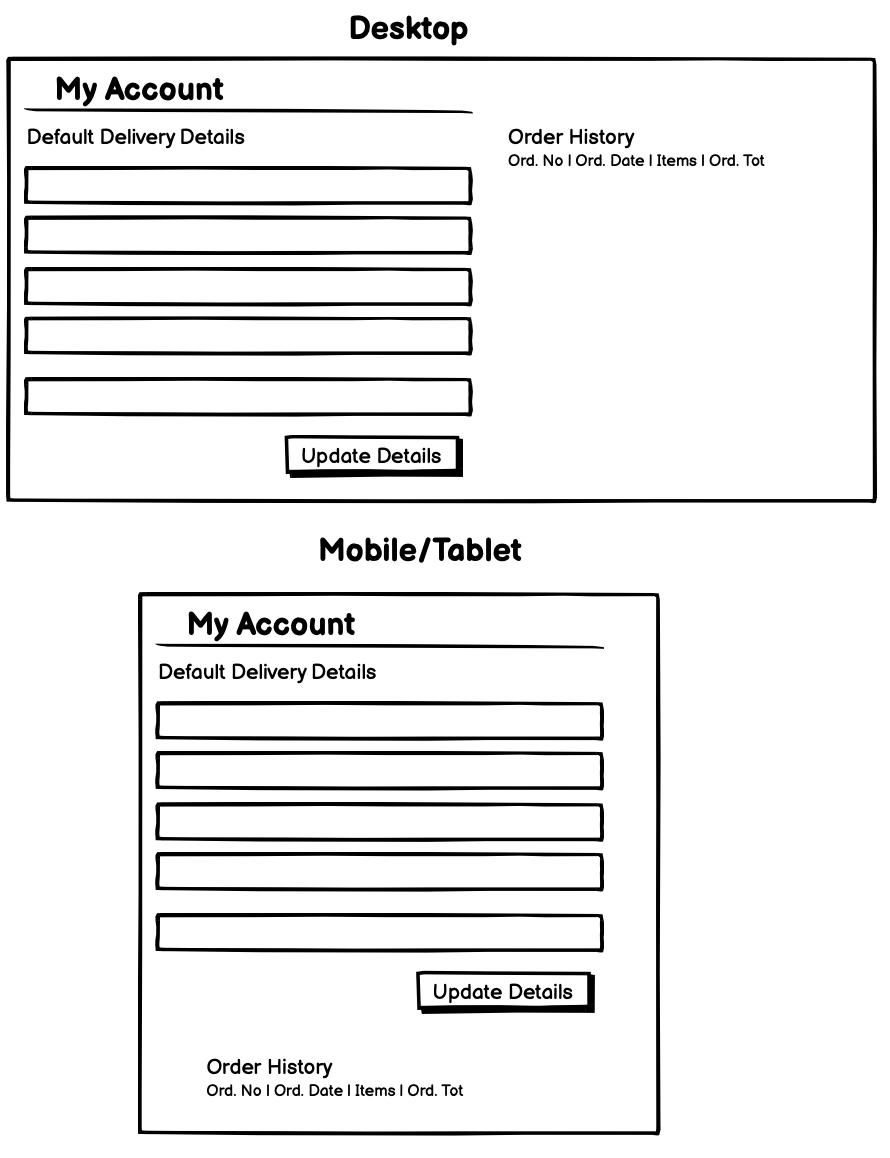 Desktop
My Account
Default Delivery Details
Order History
Ord. No | Ord. Date | Items | Ord. Tot
Update Details
Mobile/Tablet
My Account
Default Delivery Details
Update Details
Order History
Ord. No | Ord. Date | Items | Ord. Tot